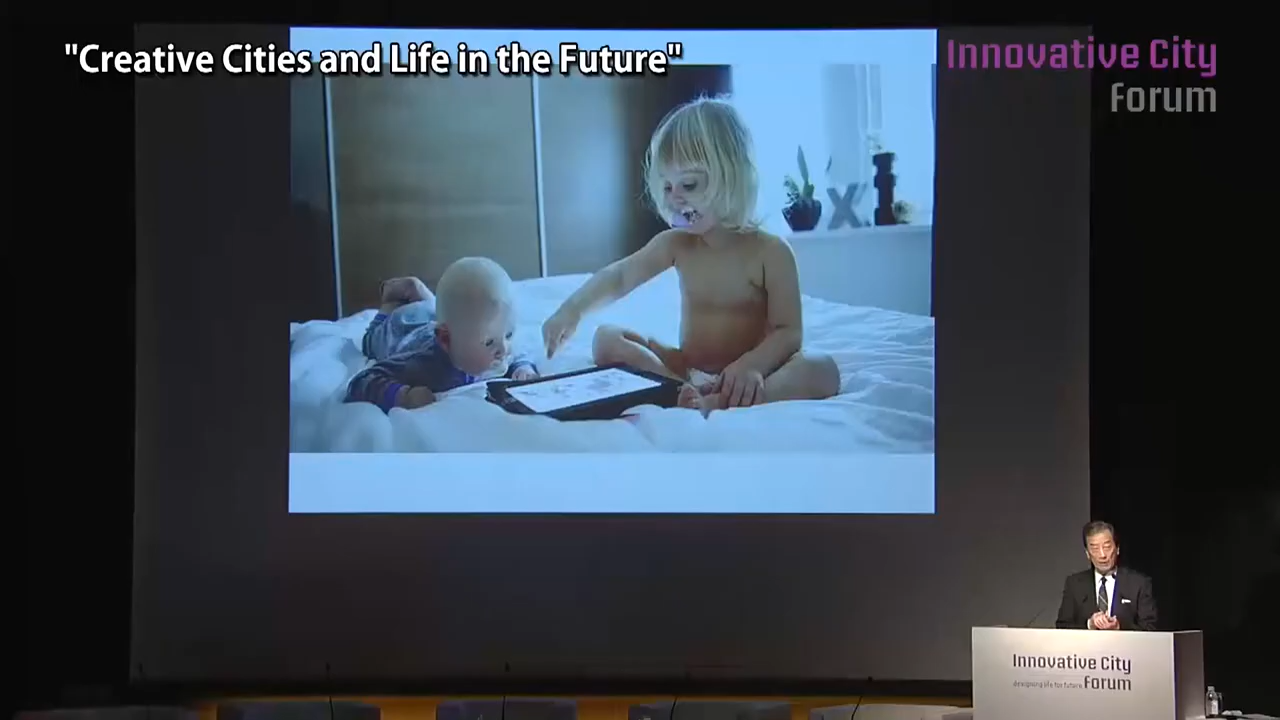 "Creative Cities and Life in the Future"
Innovative City
Forum
X
Innovative City
designing life for future Forum